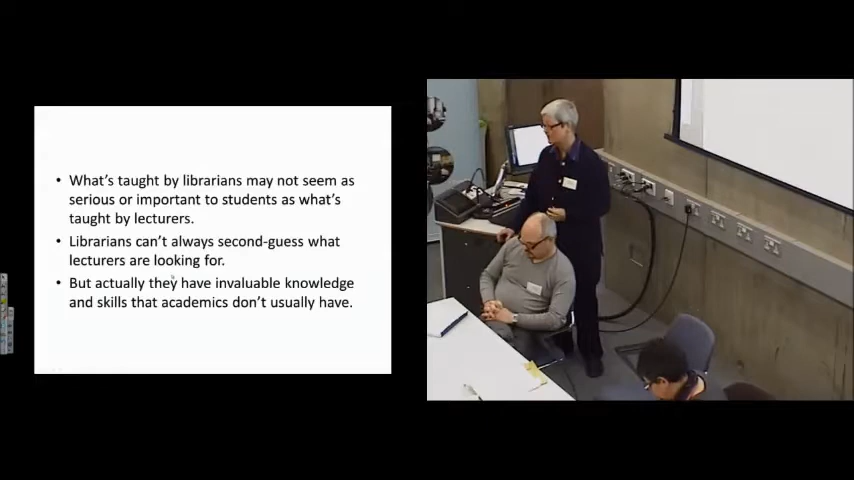 • What's taught by librarians may not seem as
serious or important to students as what's
taught by lecturers.
• Librarians can't always second-guess what
lecturers are looking for.
• But actually they have invaluable knowledge
and skills that academics don't usually have.